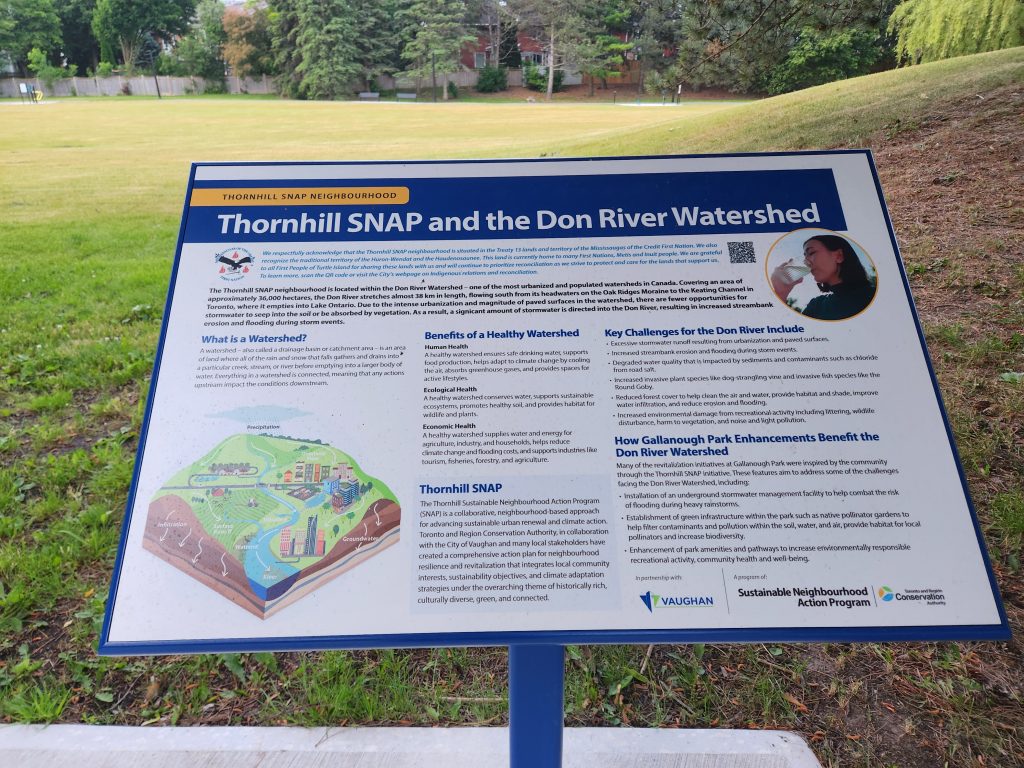 THORNHILL SNAP NEIGHBOURHOOD
Thornhill SNAP and the Don River Watershed
We respectfully acknowledge that the Thornhill SNAP neighbourhood is situated in the Treaty 13 lands and territory of the Mississaugas of the Credit First Nation. We also
recognize the traditional territory of the Huron-Wendat and the Haudenosaunee. This land is currently home to many First Nations, Metis and Inuit people. We are grateful
to all First People of Turtle Island for sharing these lands with us and will continue to prioritize reconciliation as we strive to protect and care for the lands that support us.
To learn more, scan the QR code or visit the City's webpage on Indigenous relations and reconciliation.
The Thornhill SNAP neighbourhood is located within the Don River Watershed – one of the most urbanized and populated watersheds in Canada. Covering an area of
approximately 36,000 hectares, the Don River stretches almost 38 km in length, flowing south from its headwaters on the Oak Ridges Moraine to the Keating Channel in
Toronto, where it empties into Lake Ontario. Due to the intense urbanization and magnitude of paved surfaces in the watershed, there are fewer opportunities for
stormwater to seep into the soil or be absorbed by vegetation. As a result, a signicant amount of stormwater is directed into the Don River, resulting in increased streambank
erosion and flooding during storm events.
What is a Watershed?
A watershed – also called a drainage basin or catchment area – is an area
of land where all of the rain and snow that falls gathers and drains into
a particular creek, stream, or river before emptying into a larger body of
water. Everything in a watershed is connected, meaning that any actions
upstream impact the conditions downstream.
Precipitation
Infiltration
Surface
Runoff
Wetland
River
Groundwater
Benefits of a Healthy Watershed
Human Health
A healthy watershed ensures safe drinking water, supports
food production, helps adapt to climate change by cooling
the air, absorbs greenhouse gases, and provides spaces for
active lifestyles.
Ecological Health
A healthy watershed conserves water, supports sustainable
ecosystems, promotes healthy soil, and provides habitat for
wildlife and plants.
Economic Health
A healthy watershed supplies water and energy for
agriculture, industry, and households, helps reduce
climate change and flooding costs, and supports industries like
tourism, fisheries, forestry, and agriculture.
Thornhill SNAP
The Thornhill Sustainable Neighbourhood Action Program
(SNAP) is a collaborative, neighbourhood-based approach
for advancing sustainable urban renewal and climate action.
Toronto and Region Conservation Authority, in collaboration
with the City of Vaughan and many local stakeholders have
created a comprehensive action plan for neighbourhood
resilience and revitalization that integrates local community
interests, sustainability objectives, and climate adaptation
strategies under the overarching theme of historically rich,
culturally diverse, green, and connected.
Key Challenges for the Don River Include
• Excessive stormwater runoff resulting from urbanization and paved surfaces.
• Increased streambank erosion and flooding during storm events.
• Degraded water quality that is impacted by sediments and contaminants such as chloride
from road salt.
• Increased invasive plant species like dog-strangling vine and invasive fish species like the
Round Goby.
• Reduced forest cover to help clean the air and water, provide habitat and shade, improve
water infiltration, and reduce erosion and flooding.
• Increased environmental damage from recreational activity including littering, wildlife
disturbance, harm to vegetation, and noise and light pollution.
How Gallanough Park Enhancements Benefit the
Don River Watershed
Many of the revitalization initiatives at Gallanough Park were inspired by the community
through the Thornhill SNAP initiative. These features aim to address some of the challenges
facing the Don River Watershed, including:
• Installation of an underground stormwater management facility to help combat the risk
of flooding during heavy rainstorms.
• Establishment of green infrastructure within the park such as native pollinator gardens to
help filter contaminants and pollution within the soil, water, and air, provide habitat for local
pollinators and increase biodiversity.
• Enhancement of park amenities and pathways to increase environmentally responsible
recreational activity, community health and well-being.
In partnership with:
VAUGHAN
A program of:
Sustainable Neighbourhood
Action Program
Toronto and Region
Conservation
Authority